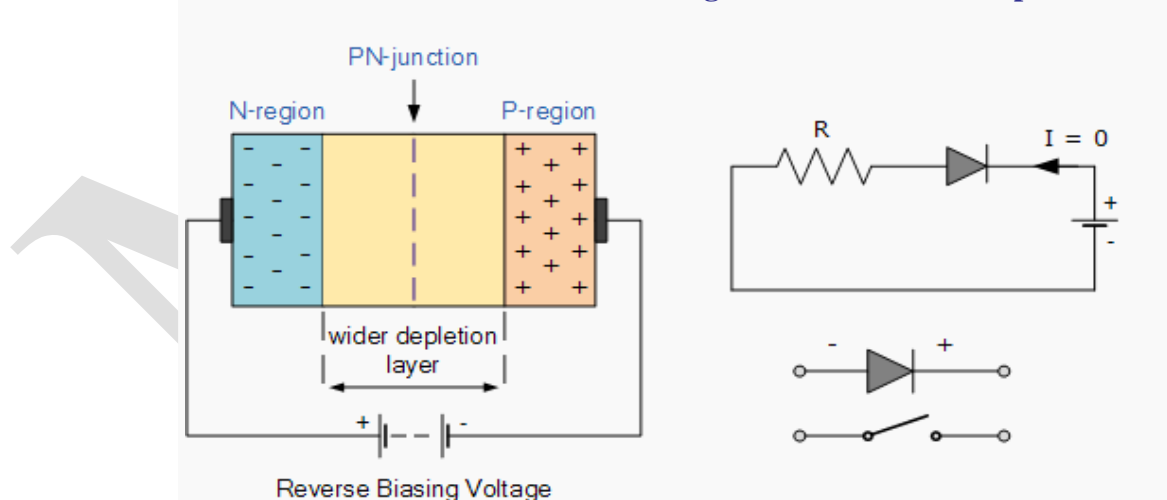 PN-junction
N-region
P-region
wider depletion
layer
+ -
Reverse Biasing Voltage
R
I = 0
+
-
- +